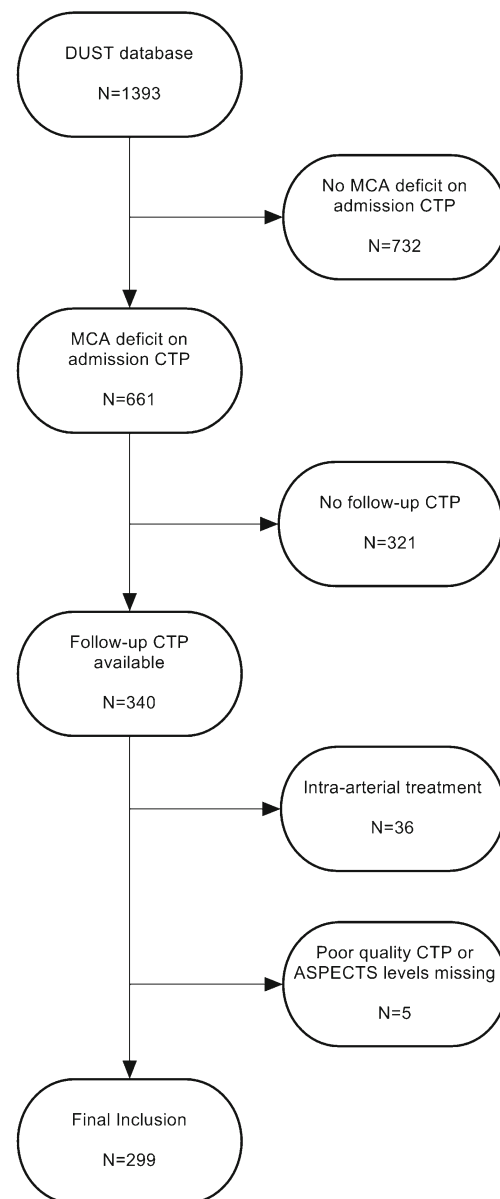 DUST database
N=1393
No MCA deficit on
admission CTP
N=732
MCA deficit on
admission CTP
N=661
No follow-up CTP
N=321
Follow-up CTP
available
N=340
Intra-arterial treatment
N=36
Poor quality CTP or
ASPECTS levels missing
N=5
Final Inclusion
N=299